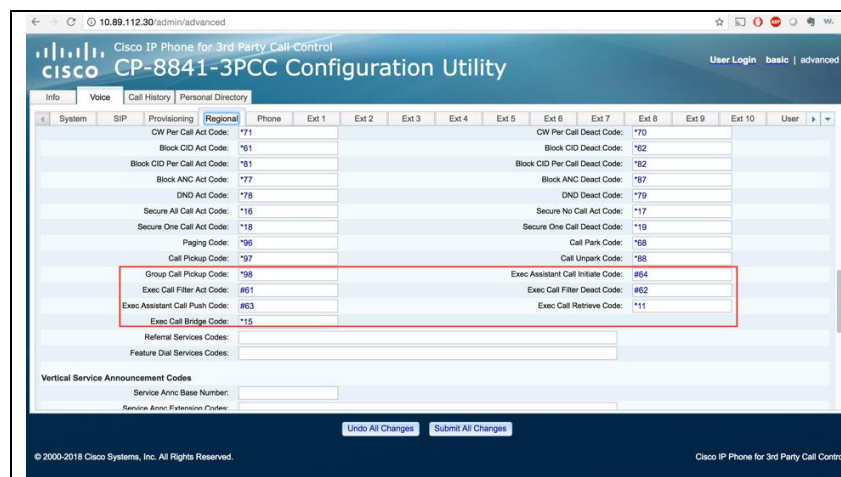 10.89.112.30/admin/advanced
Cisco IP Phone for 3rd Party Call Control
CISCO CP-8841-3PCC Configuration Utility
User Login basic | advanced
Info Voice Call History Personal Directory
System SIP Provisioning Regional Phone Ext 1 Ext 2 Ext 3 Ext 4 Ext 5 Ext 6 Ext 7 Ext 8 Ext 9 Ext 10 User
CW Per Call Act Code: *71 CW Per Call Deact Code: *70
Block CID Act Code: *61 Block CID Deact Code: *62
Block CID Per Call Act Code: *81 Block CID Per Call Deact Code: *82
Block ANC Act Code: *77 Block ANC Deact Code: *87
DND Act Code: *78 DND Deact Code: *79
Secure All Call Act Code: *16 Secure No Call Act Code: *17
Secure One Call Act Code: *18 Secure One Call Deact Code: *19
Paging Code: *96 Call Park Code: *68
Call Pickup Code: *97 Call Unpark Code: *88
Group Call Pickup Code: *98 Exec Assistant Call Initiate Code: #64
Exec Call Filter Act Code: #61 Exec Call Filter Deact Code: #62
Exec Assistant Call Push Code: #63 Exec Call Retrieve Code: *11
Exec Call Bridge Code: *15
Referral Services Codes:
Feature Dial Services Codes:
Vertical Service Announcement Codes
Service Annc Base Number:
Service Annc Extension Codes:
Undo All Changes Submit All Changes
© 2000-2018 Cisco Systems, Inc. All Rights Reserved. Cisco IP Phone for 3rd Party Call Contro